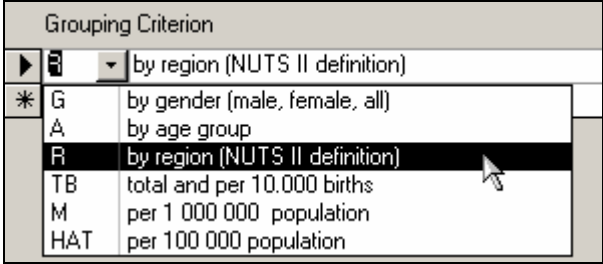 Grouping Criterion
R by region (NUTS II definition)
G by gender (male, female, all)
A by age group
R by region (NUTS II definition)
TB total and per 10.000 births
M per 1 000 000 population
HAT per 100 000 population